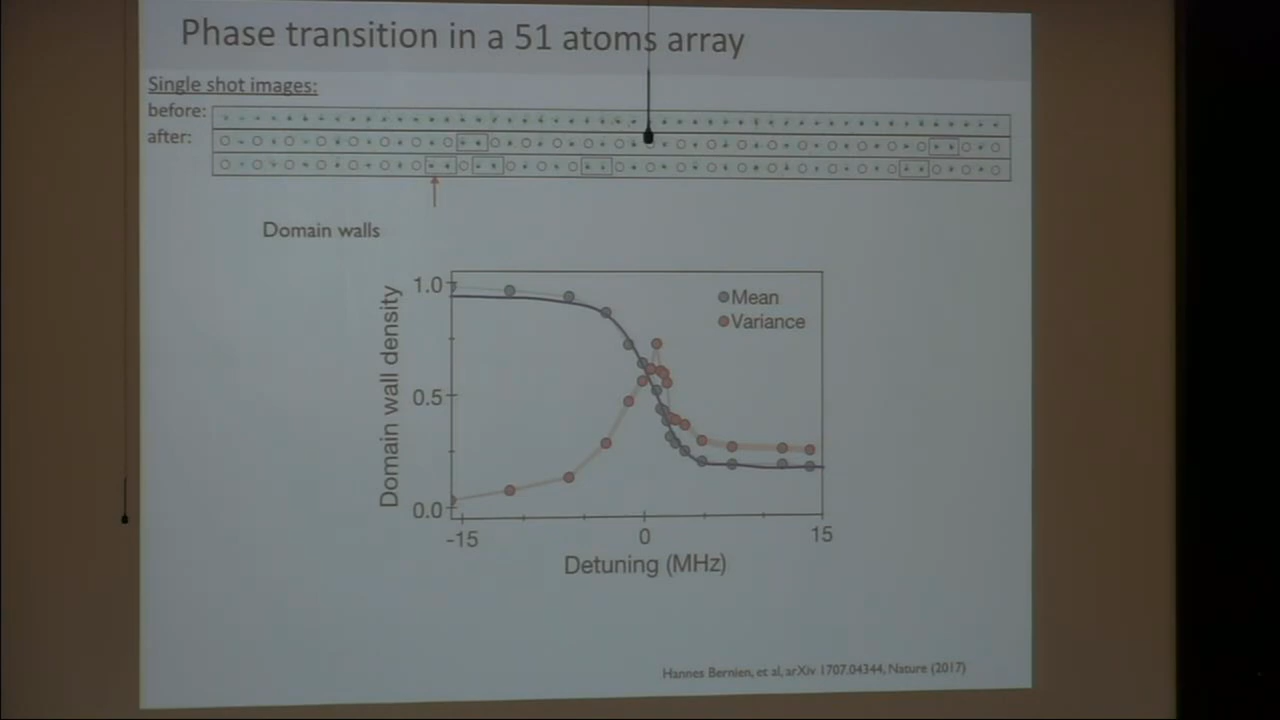 Phase transition in a 51 atoms array
Single shot images:
before:
after:
Domain walls
Domain wall density
1.0
0.5
0.0
Mean
Variance
-15
0
15
Detuning (MHz)
Hannes Bernien, et al, arXiv 1707.04344, Nature (2017)